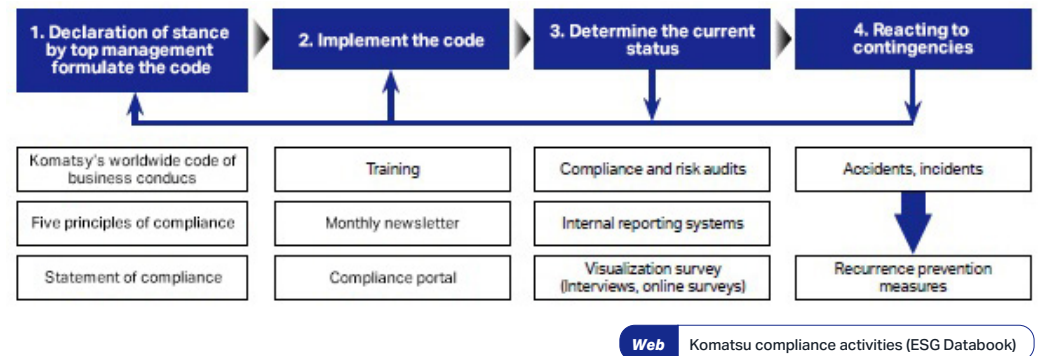 1. Declaration of stance
by top management
formulate the code
2. Implement the code
3. Determine the current
status
4. Reacting to
contingencies
Komatsy's worldwide code of
business conducs
Training
Compliance and risk audits
Accidents, incidents
Five principles of compliance
Monthly newsletter
Internal reporting systems
Statement of compliance
Compliance portal
Visualization survey
(Interviews, online surveys)
Recurrence prevention
measures
Web
Komatsu compliance activities (ESG Databook)